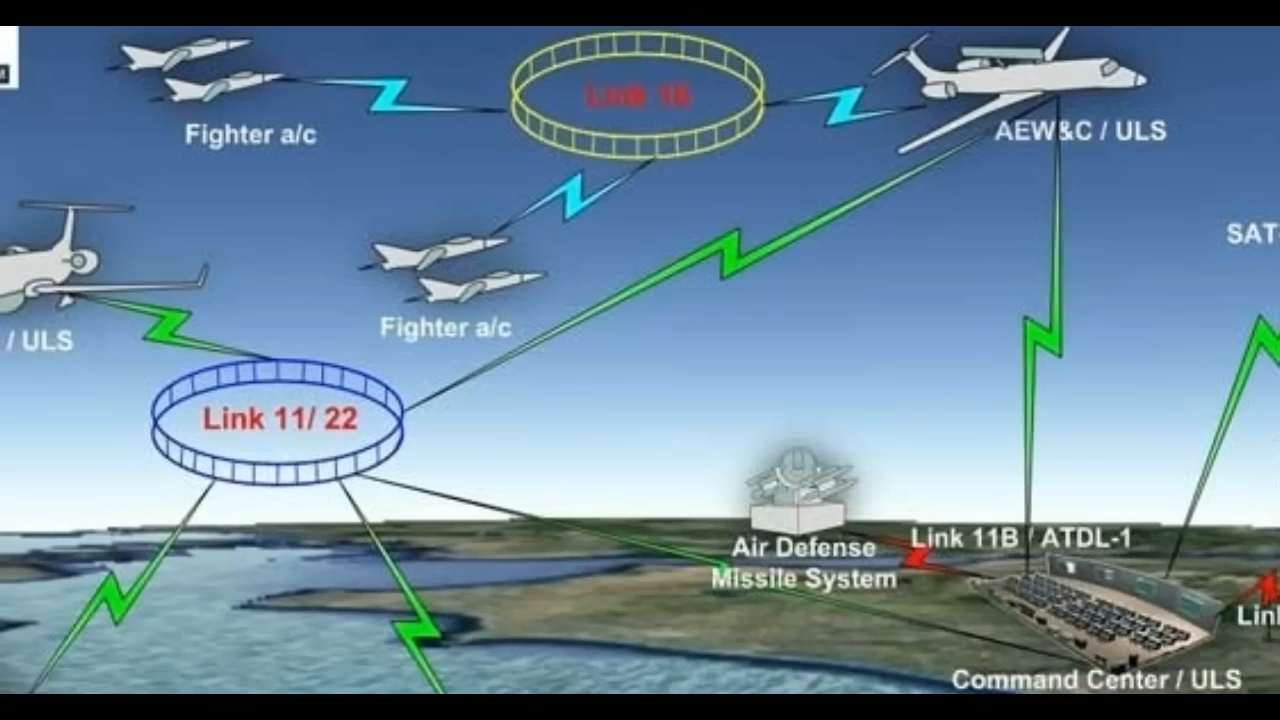 Link 16
Fighter a/c
AEW&C / ULS
SAT
Fighter a/c
/ ULS
Link 11/ 22
Link 11B / ATDL-1
Air Defense
Missile System
Link
Command Center / ULS